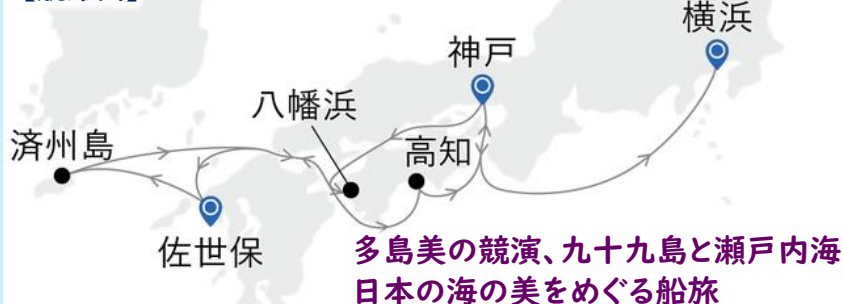 横浜
神戸
八幡浜
済州島
高知
佐世保
多島美の競演、九十九島と瀬戸内海
日本の海の美をめぐる船旅